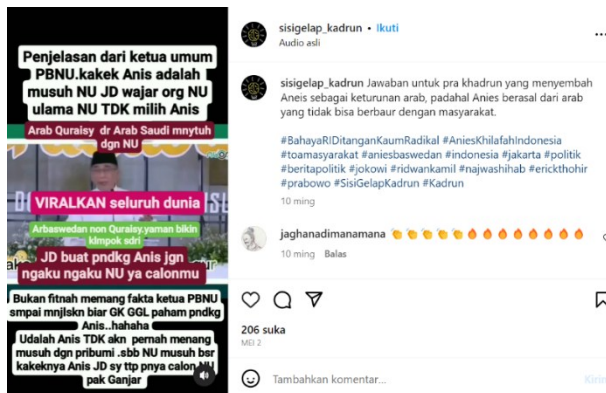 Penjelasan dari ketua umum
PBNU.kakek Anis adalah
musuh NU JD wajar org NU
ulama NU TDK milih Anis
Arab Quraisy dr Arab Saudi mnytuh
dgn NU
VIRALKAN seluruh dunia
Arbaswedan non Quraisy.yaman bikin
klmpok sdri
JD buat pndkg Anis jgn
ngaku ngaku NU ya calonmu
Bukan fitnah memang fakta ketua PBNU
smpai mnjlskn biar GK GGL paham pndkg
Anis..hahaha
Udalah Anis TDK akn pernah menang
musuh dgn pribumi .sbb NU musuh bsr
kakeknya Anis JD sy ttp pnya calon NU
pak Ganjar
sisigelap_kadrun • Ikuti
Audio asli
sisigelap_kadrun Jawaban untuk pra khadrun yang menyembah
Aneis sebagai keturunan arab, padahal Anies berasal dari arab
yang tidak bisa berbaur dengan masyarakat.
#BahayaRIDitanganKaumRadikal #AniesKhilafahIndonesia
#toamasyarakat #aniesbaswedan #indonesia #jakarta #politik
#beritapolitik #jokowi #ridwankamil #najwashihab #erickthohir
#prabowo #SisiGelapKadrun #Kadrun
10 ming
jaghanadimanamana 👏👏👏👏👏🔥🔥🔥🔥🔥🔥🔥🔥🔥
10 ming Balas
206 suka
MEI 2
Tambahkan komentar...
Kirim